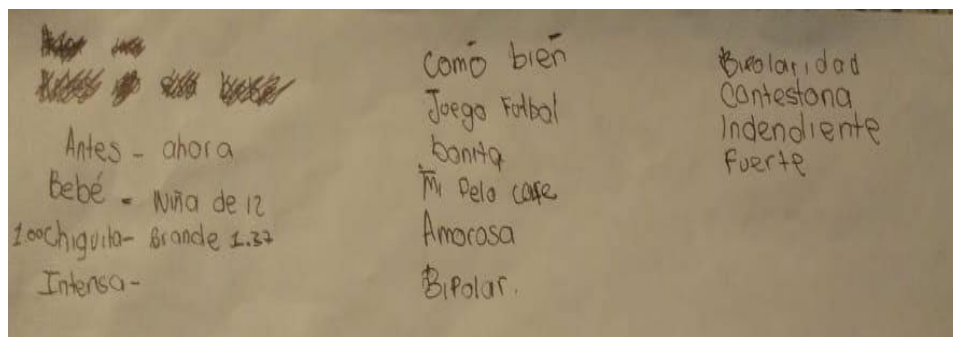 Antes - ahora
Bebé - Niña de 12
1.00 Chiquita - Grande 1.37
Intensa -
Como bien
Juego Futbol
bonita
Mi Pelo cafe
Amorosa
Bipolar.
Bipolaridad
Contestona
Indendiente
Fuerte